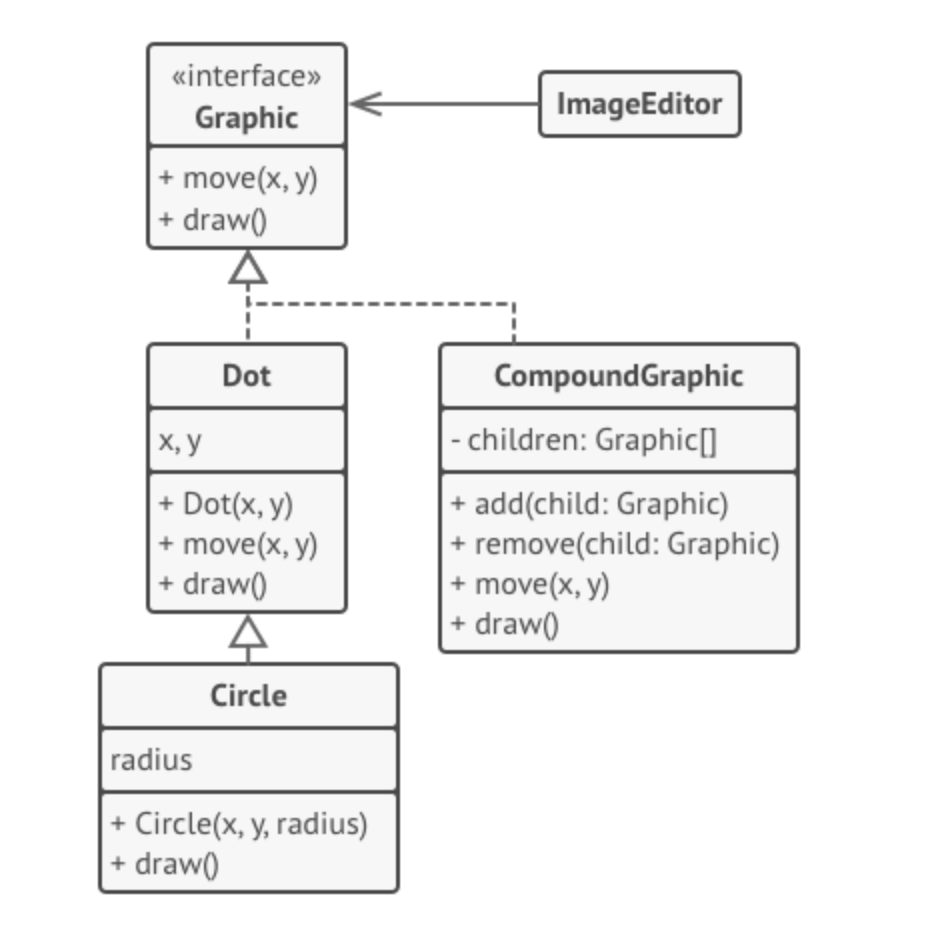 «interface»
Graphic
+ move(x, y)
+ draw()
ImageEditor
Dot
x, y
+ Dot(x, y)
+ move(x, y)
+ draw()
CompoundGraphic
- children: Graphic[]
+ add(child: Graphic)
+ remove(child: Graphic)
+ move(x, y)
+ draw()
Circle
radius
+ Circle(x, y, radius)
+ draw()